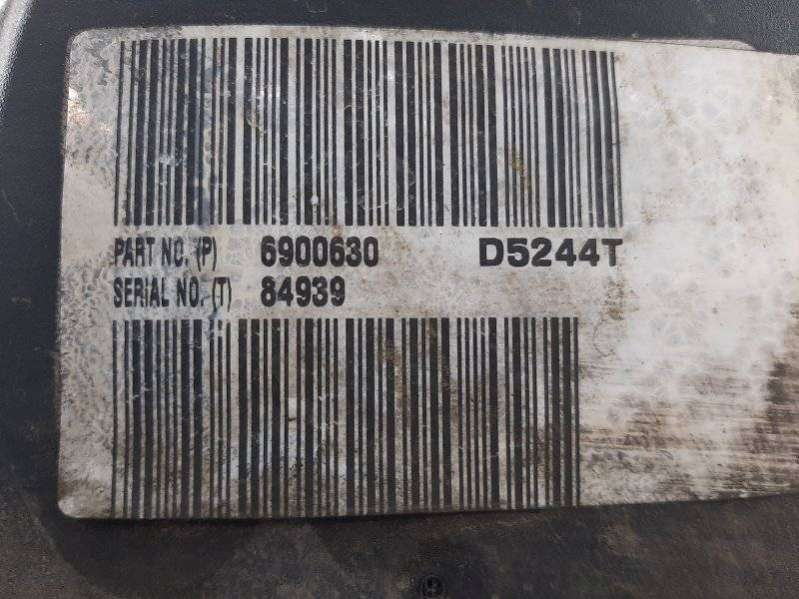 PART NO. (P) 6900630 D5244T
SERIAL NO. (T) 84939